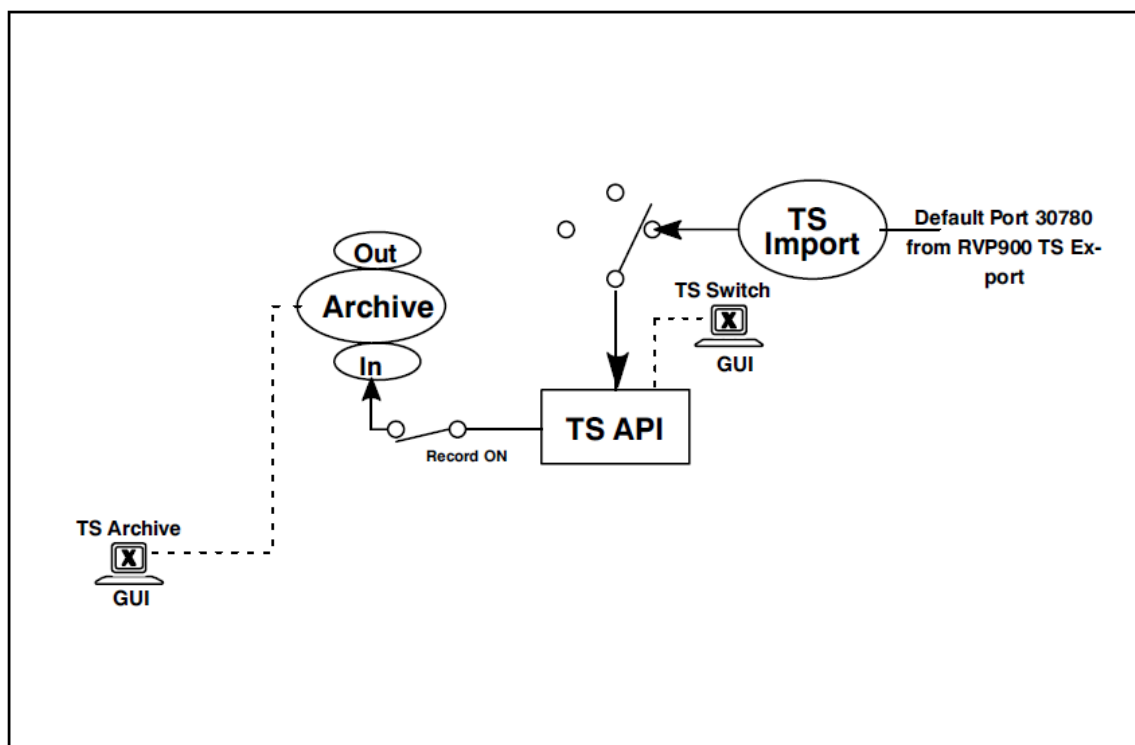 Default Port 30780
from RVP900 TS Ex-
port
TS
Import
Out
Archive
In
TS Switch
X
GUI
TS API
Record ON
TS Archive
X
GUI